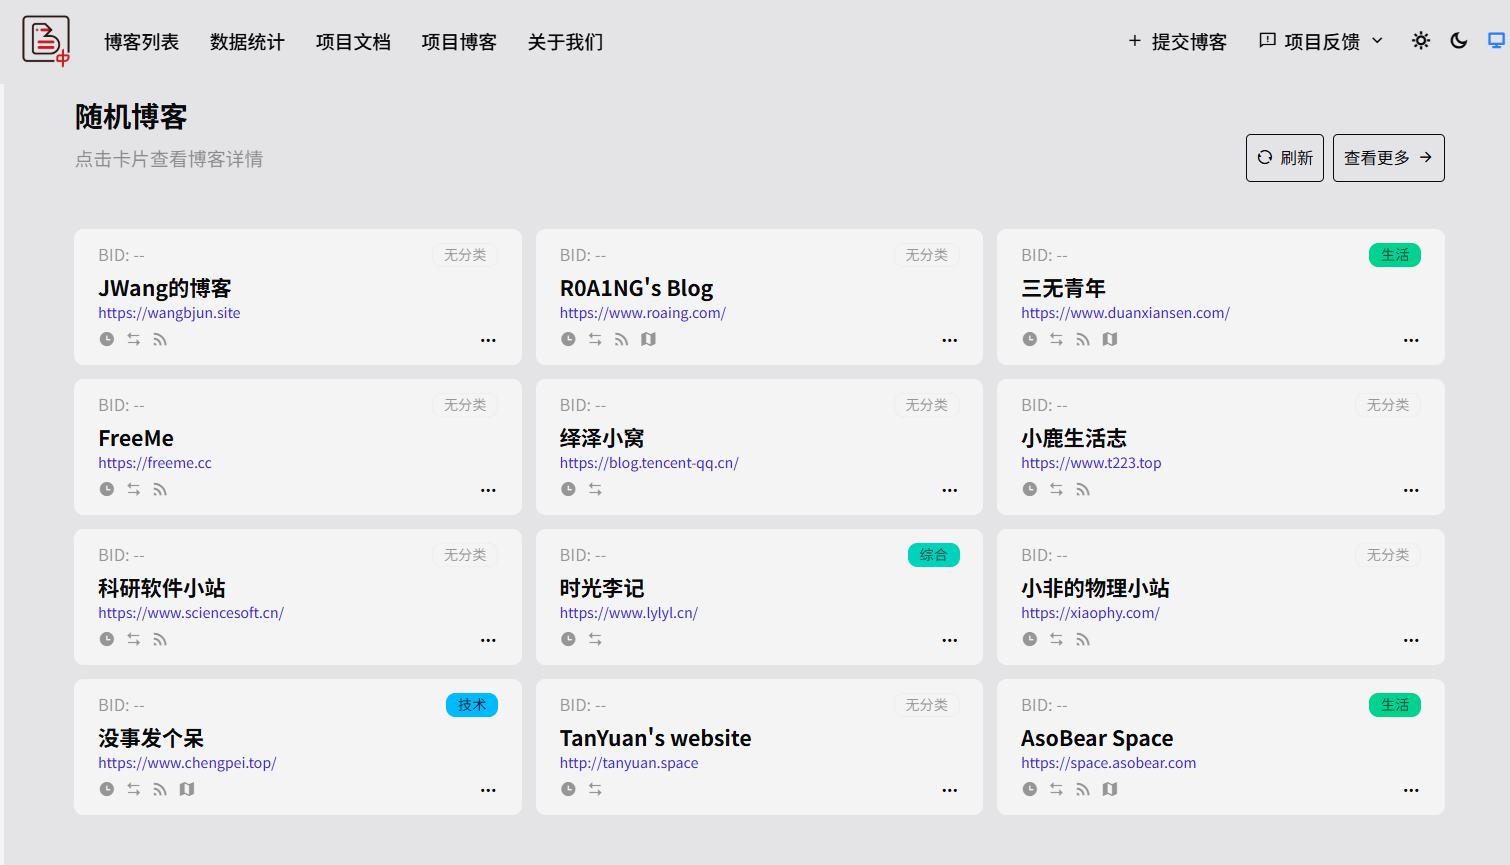 中
博客列表 数据统计 项目文档 项目博客 关于我们 提交博客 项目反馈
随机博客
点击卡片查看博客详情
刷新 查看更多
BID: -- 无分类
JWang的博客
https://wangbjun.site
BID: -- 无分类
R0A1NG's Blog
https://www.roaing.com/
BID: -- 生活
三无青年
https://www.duanxiansen.com/
BID: -- 无分类
FreeMe
https://freeme.cc
BID: -- 无分类
绎泽小窝
https://blog.tencent-qq.cn/
BID: -- 无分类
小鹿生活志
https://www.t223.top
BID: -- 无分类
科研软件小站
https://www.sciencesoft.cn/
BID: -- 综合
时光李记
https://www.lylyl.cn/
BID: -- 无分类
小非的物理小站
https://xiaophy.com/
BID: -- 技术
没事发个呆
https://www.chengpei.top/
BID: -- 无分类
TanYuan's website
http://tanyuan.space
BID: -- 生活
AsoBear Space
https://space.asobear.com